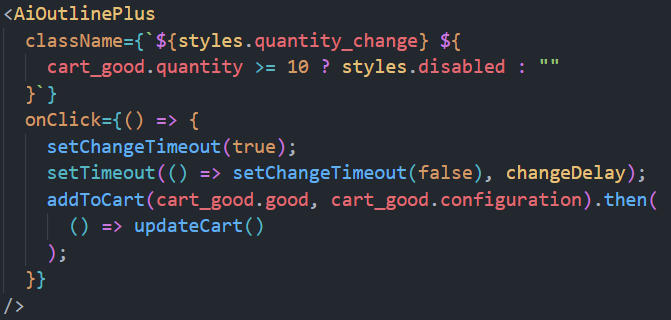 <AiOutlinePlus
className={`${styles.quantity_change} ${
cart_good.quantity >= 10 ? styles.disabled : ""
}`}
onClick={() => {
setChangeTimeout(true);
setTimeout(() => setChangeTimeout(false), changeDelay);
addToCart(cart_good.good, cart_good.configuration).then(
() => updateCart()
);
}}
/>